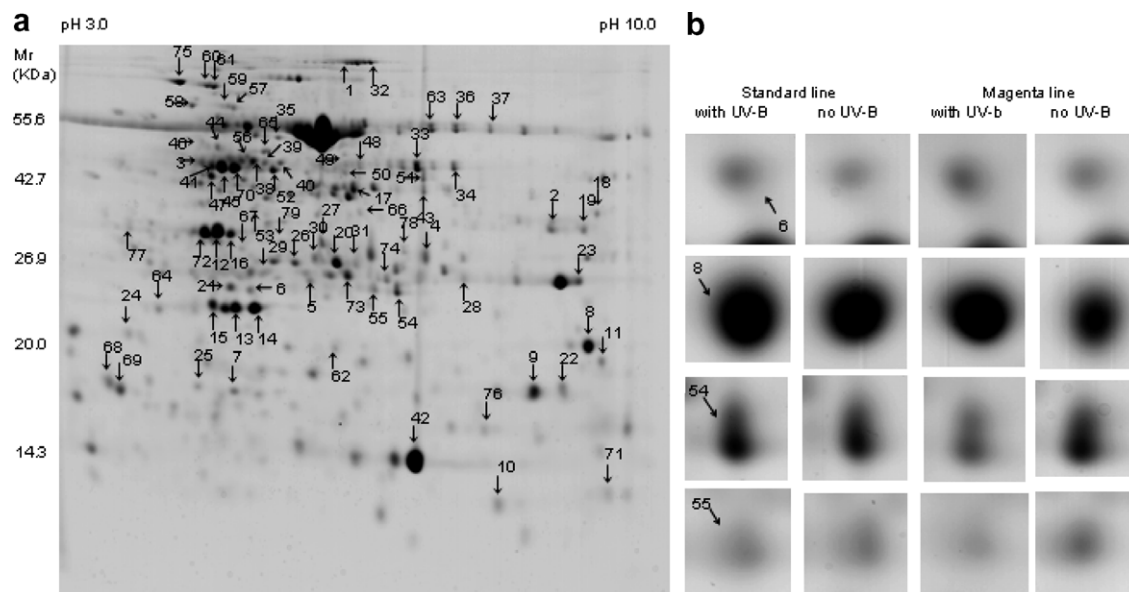 a
pH 3.0 pH 10.0
Mr
(KDa)
75 60 61
59 57
58
1 32
55.6
44 35 63 36 37
40 56 65 39 49 48 33
3
41 47 45 70 38 52 40 50 17 54 34
42.7
18
27 66 43 2 19
77 67 79 30 78 4
72 12 16 53 29 26 20 31 74 23
26.9
64 24 6 5 73 55 54 28
24
15 13 14 8 11
20.0
68 69 25 7 62 9 22
76
42
14.3
10 71
b
Standard line Magenta line
with UV-B no UV-B with UV-b no UV-B
6
8
54
55